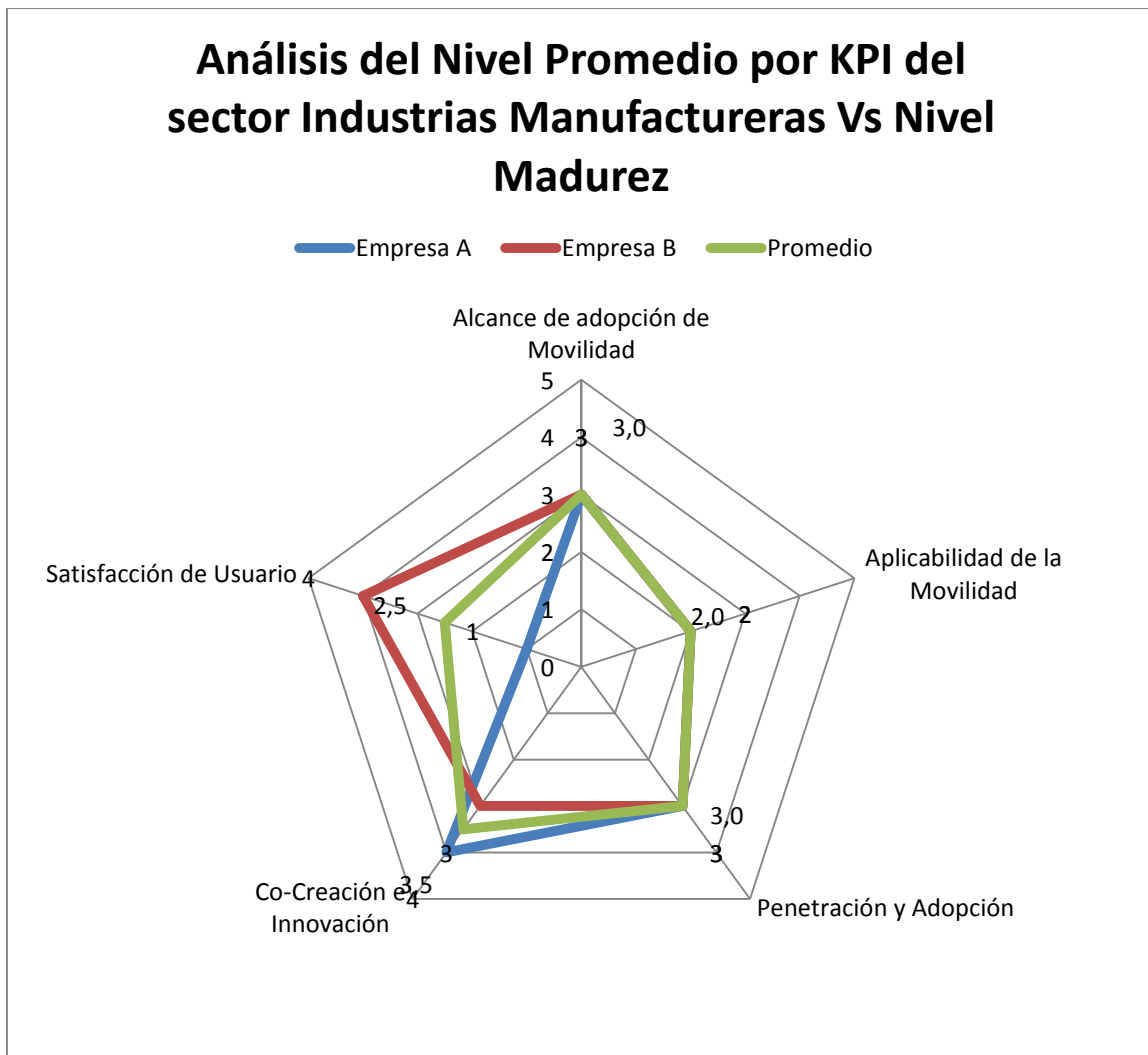 Análisis del Nivel Promedio por KPI del
sector Industrias Manufactureras Vs Nivel
Madurez
Empresa A Empresa B Promedio
Alcance de adopción de
Movilidad
5
3,0
4 3
3
Aplicabilidad de la
Movilidad
Satisfacción de Usuario 4
2
2,5
1
2,0 2
1
0
3,0
3
3
Co-Creación e
Innovación
3,5
4
Penetración y Adopción